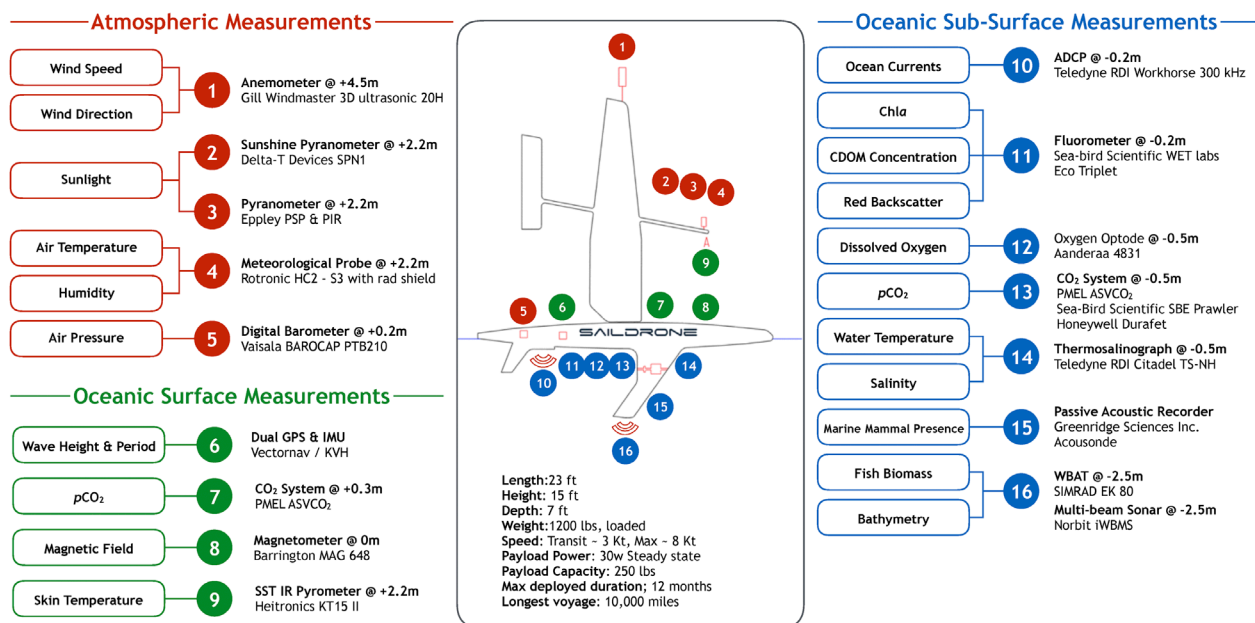 Atmospheric Measurements
Wind Speed
Wind Direction
1
Anemometer @ +4.5m
Gill Windmaster 3D ultrasonic 20H
Sunlight
2
Sunshine Pyranometer @ +2.2m
Delta-T Devices SPN1
3
Pyranometer @ +2.2m
Eppley PSP & PIR
Air Temperature
Humidity
4
Meteorological Probe @ +2.2m
Rotronic HC2 - S3 with rad shield
Air Pressure
5
Digital Barometer @ +0.2m
Vaisala BAROCAP PTB210
Oceanic Surface Measurements
Wave Height & Period
6
Dual GPS & IMU
Vectornav / KVH
pCO₂
7
CO₂ System @ +0.3m
PMEL ASVCO₂
Magnetic Field
8
Magnetometer @ 0m
Barrington MAG 648
Skin Temperature
9
SST IR Pyrometer @ +2.2m
Heitronics KT15 II
1
2 3 4
9
5 6 7 8
SAILDRONE
10 11 12 13 14
15
16
Length:23 ft
Height: 15 ft
Depth: 7 ft
Weight:1200 lbs, loaded
Speed: Transit ~ 3 Kt, Max ~ 8 Kt
Payload Power: 30w Steady state
Payload Capacity: 250 lbs
Max deployed duration; 12 months
Longest voyage: 10,000 miles
Oceanic Sub-Surface Measurements
Ocean Currents
10
ADCP @ -0.2m
Teledyne RDI Workhorse 300 kHz
Chla
CDOM Concentration
Red Backscatter
11
Fluorometer @ -0.2m
Sea-bird Scientific WET labs
Eco Triplet
Dissolved Oxygen
12
Oxygen Optode @ -0.5m
Aanderaa 4831
pCO₂
13
CO₂ System @ -0.5m
PMEL ASVCO₂
Sea-Bird Scientific SBE Prawler
Honeywell Durafet
Water Temperature
Salinity
14
Thermosalinograph @ -0.5m
Teledyne RDI Citadel TS-NH
Marine Mammal Presence
15
Passive Acoustic Recorder
Greenridge Sciences Inc.
Acousonde
Fish Biomass
Bathymetry
16
WBAT @ -2.5m
SIMRAD EK 80
Multi-beam Sonar @ -2.5m
Norbit iWBMS